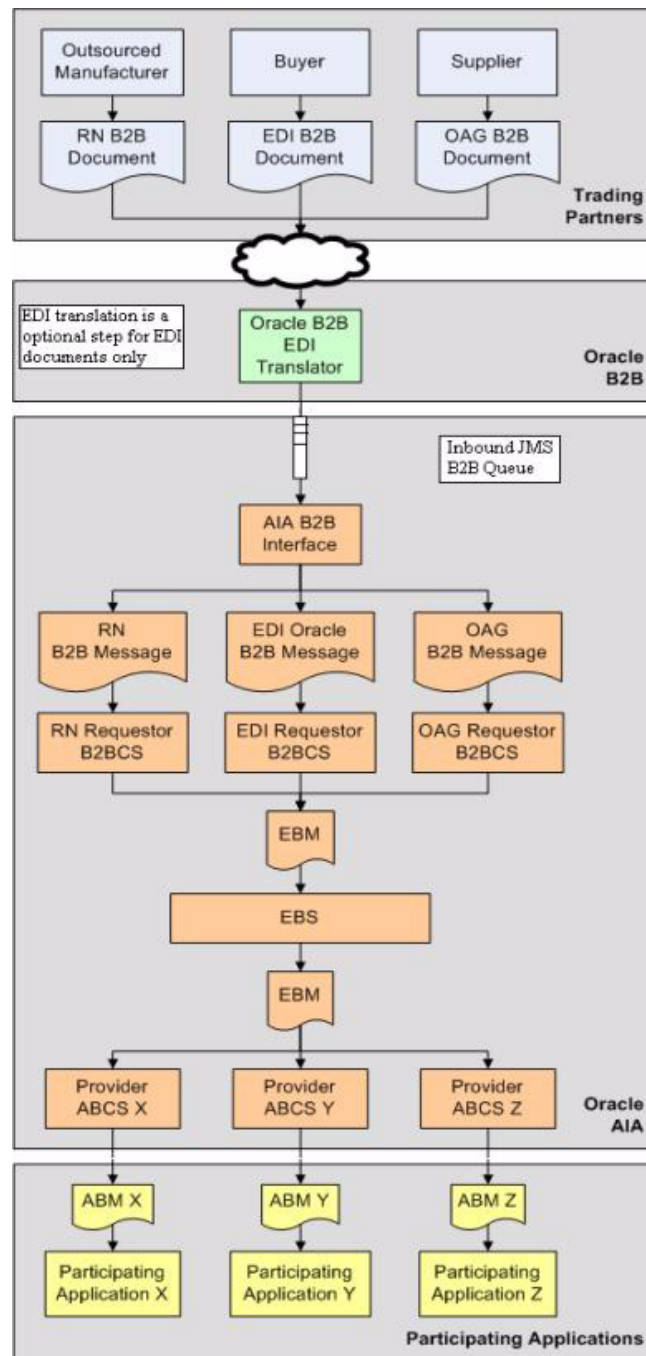 Outsourced
Manufacturer
Buyer
Supplier
RN B2B
Document
EDI B2B
Document
OAG B2B
Document
Trading
Partners
EDI translation is a
optional step for EDI
documents only
Oracle B2B
EDI
Translator
Oracle
B2B
Inbound JMS
B2B Queue
AIA B2B
Interface
RN
B2B Message
EDI Oracle
B2B Message
OAG
B2B Message
RN Requestor
B2BCS
EDI Requestor
B2BCS
OAG Requestor
B2BCS
EBM
EBS
EBM
Provider
ABCS X
Provider
ABCS Y
Provider
ABCS Z
Oracle
AIA
ABM X
ABM Y
ABM Z
Participating
Application X
Participating
Application Y
Participating
Application Z
Participating Applications